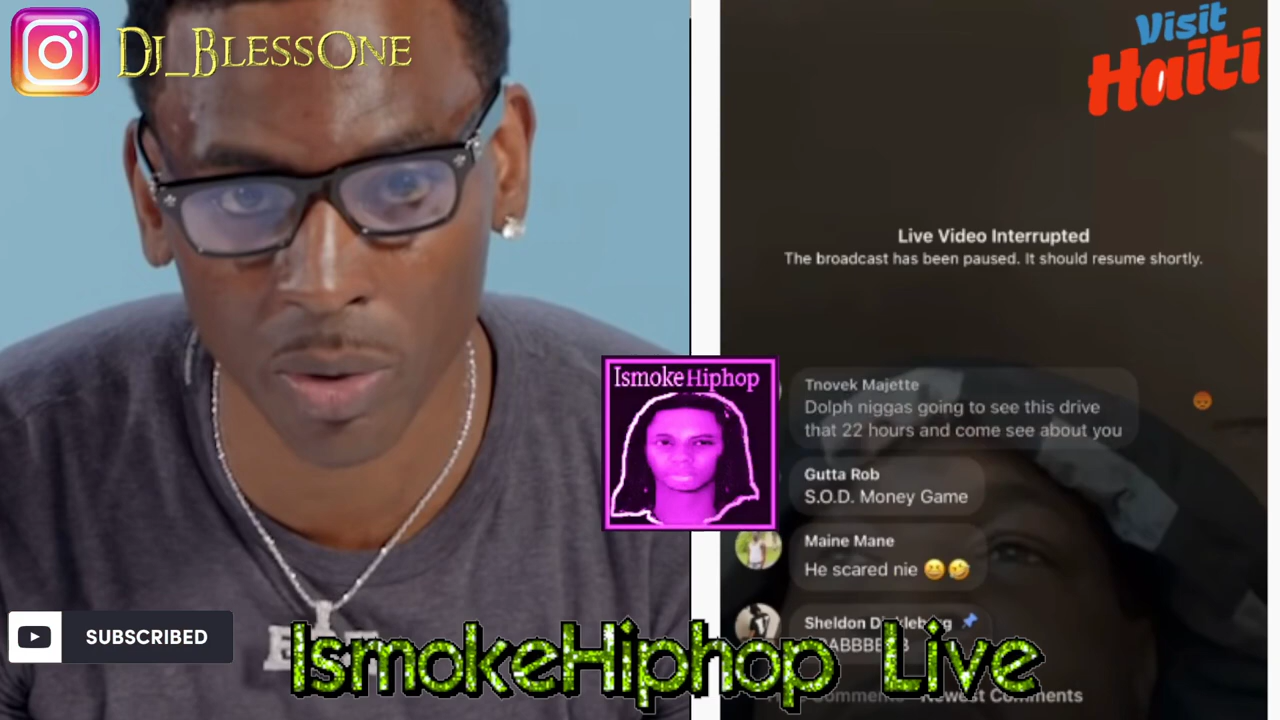 Dj_BlessOne
Visit
Haiti
Live Video Interrupted
The broadcast has been paused. It should resume shortly.
IsmokeHiphop
Tnovek Majette
Dolph niggas going to see this drive
that 22 hours and come see about you
Gutta Rob
S.O.D. Money Game
Maine Mane
He scared nie 😆🤣
Sheldon
SUBSCRIBED
IsmokeHiphop Live
Newest Comments